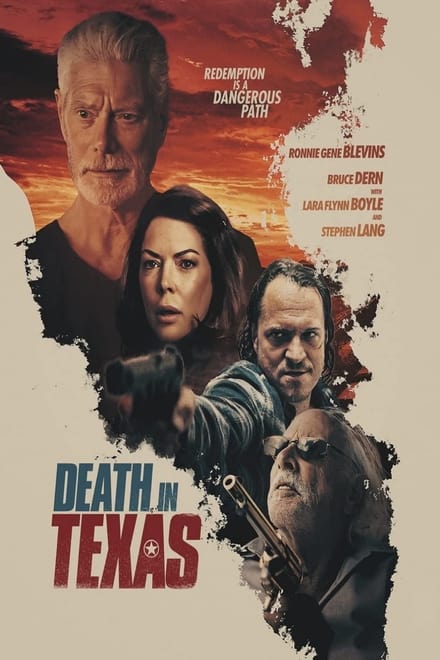 REDEMPTION
IS A
DANGEROUS
PATH
RONNIE GENE BLEVINS
BRUCE DERN
WITH
LARA FLYNN BOYLE
AND
STEPHEN LANG
DEATH IN
TEXAS